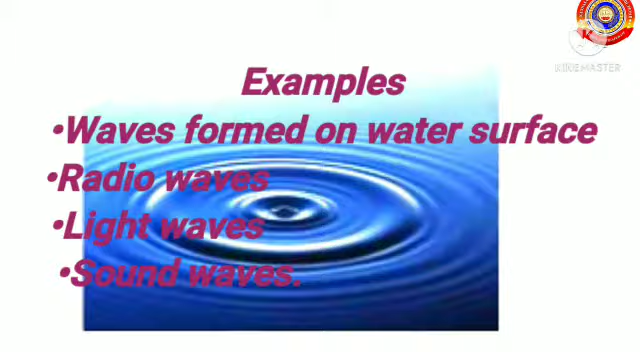 KINEMASTER
Examples
•Waves formed on water surface
•Radio waves
•Light waves
•Sound waves.